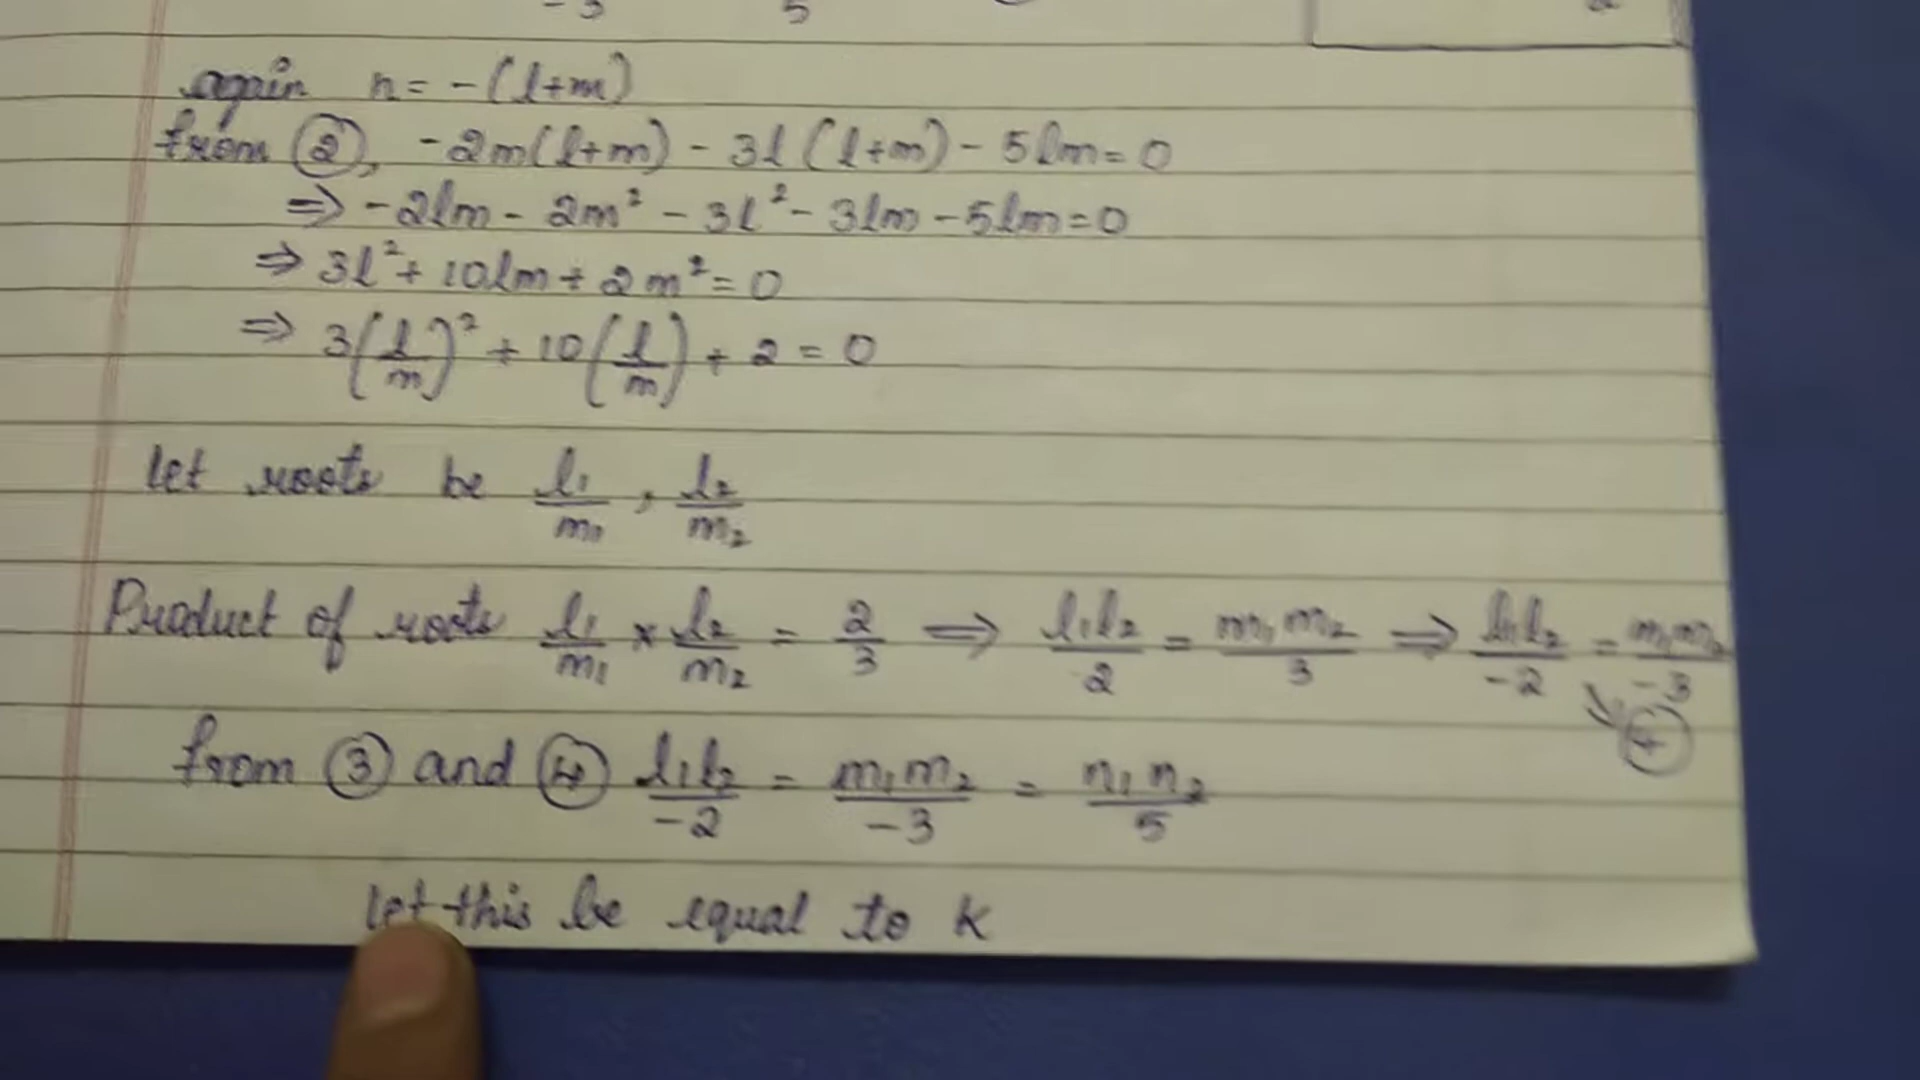 -3 5
again n = -(l+m)
from ②, -2m(l+m) - 3l(l+m) - 5lm = 0
⇒ -2lm - 2m² - 3l² - 3lm - 5lm = 0
⇒ 3l² + 10lm + 2m² = 0
⇒ 3(l/m)² + 10(l/m) + 2 = 0
let roots be l₁/m₁, l₂/m₂
Product of roots l₁/m₁ × l₂/m₂ = 2/3 ⇒ l₁l₂/2 = m₁m₂/3 ⇒ l₁l₂/-2 = m₁m₂/-3
④
from ③ and ④ l₁l₂/-2 = m₁m₂/-3 = n₁n₂/5
let this be equal to k